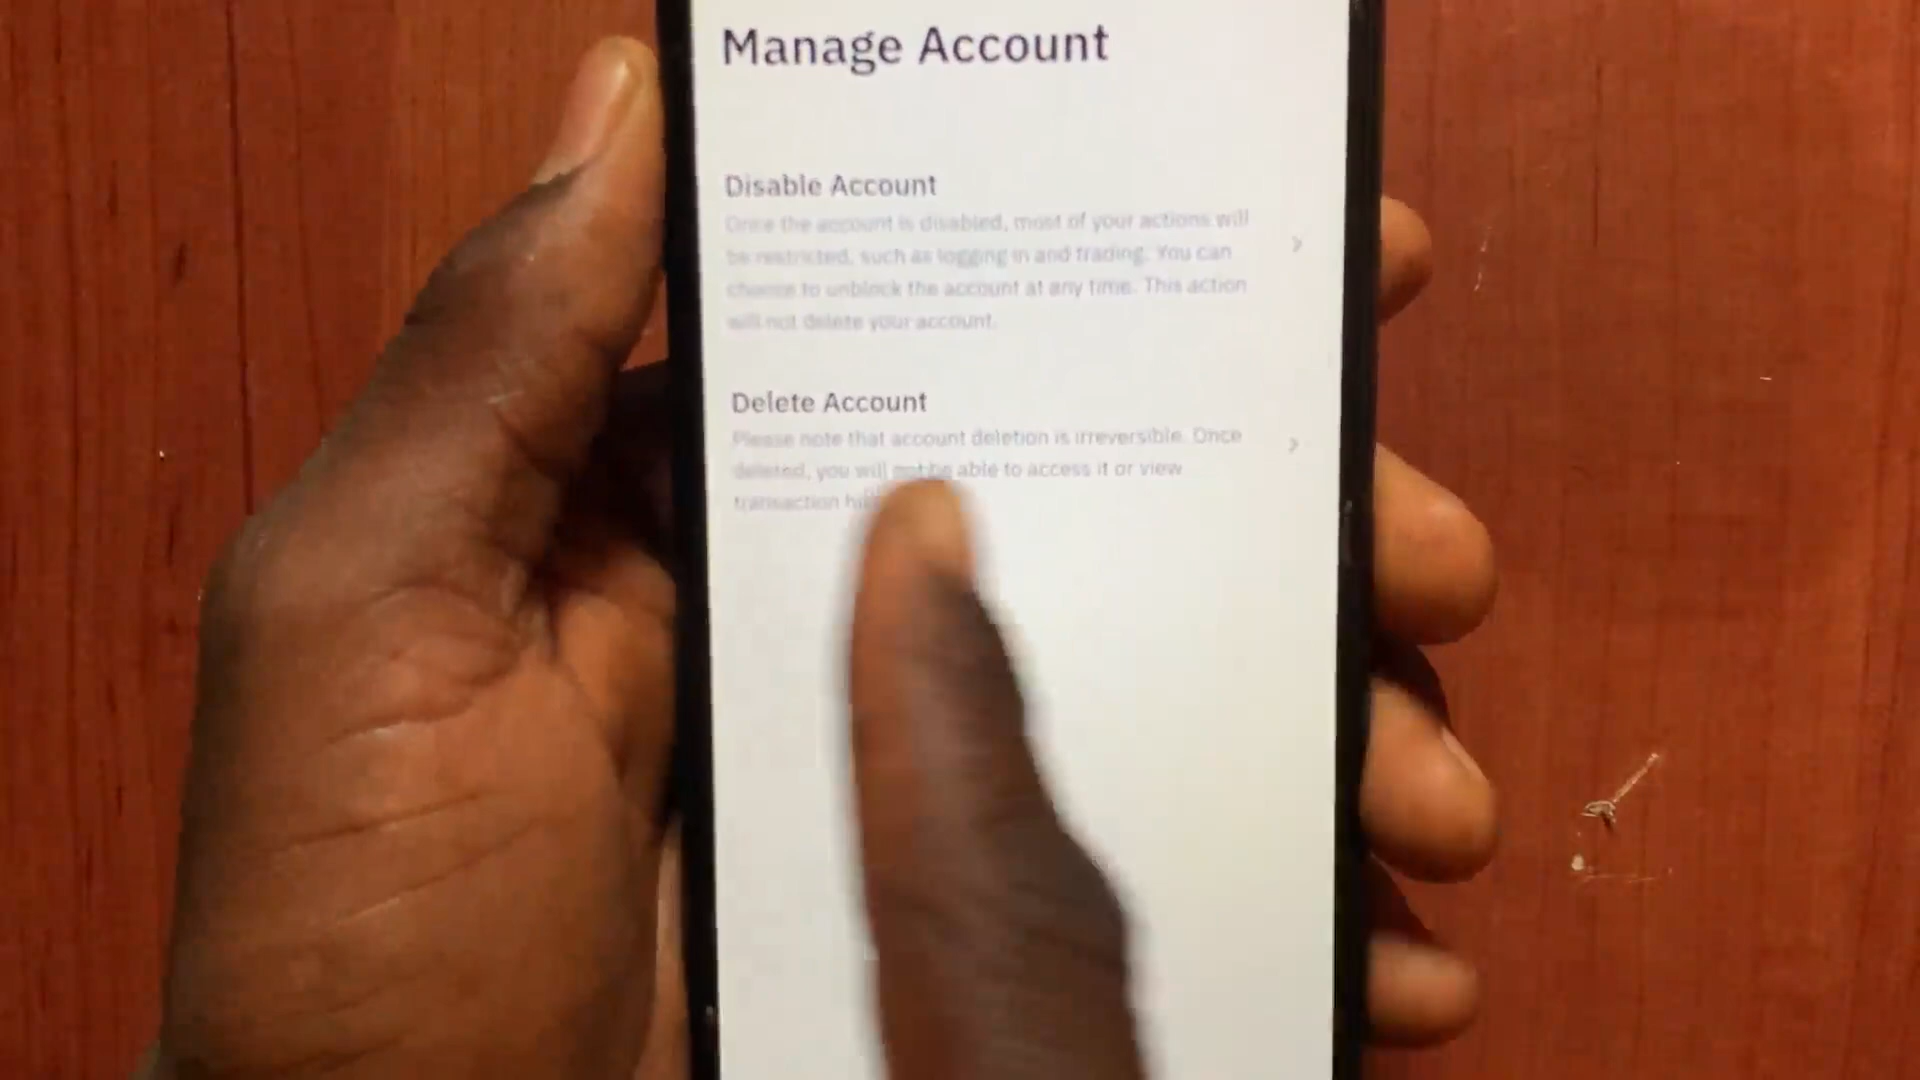 Manage Account
Disable Account
Once the account is disabled, most of your actions will
be restricted, such as logging in and trading. You can
choose to unblock the account at any time. This action
will not delete your account.
Delete Account
Please note that account deletion is irreversible. Once
deleted, you will not be able to access it or view
transaction